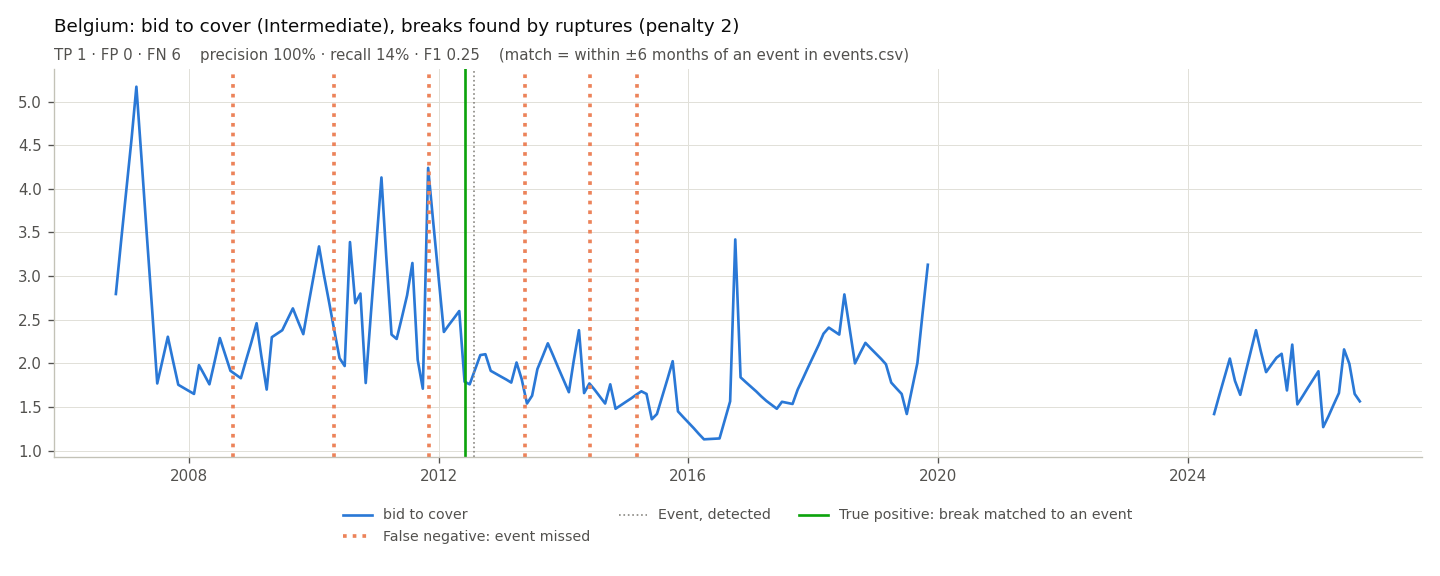 Belgium: bid to cover (Intermediate), breaks found by ruptures (penalty 2)
TP 1 · FP 0 · FN 6    precision 100% · recall 14% · F1 0.25    (match = within ±6 months of an event in events.csv)
5.0
4.5
4.0
3.5
3.0
2.5
2.0
1.5
1.0
2008 2012 2016 2020 2024
bid to cover    Event, detected    True positive: break matched to an event
False negative: event missed